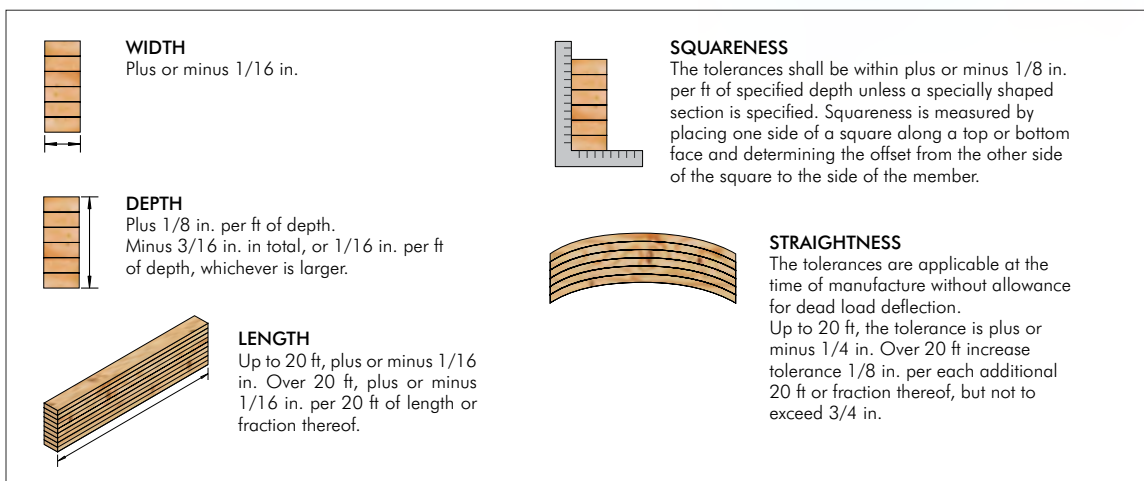 WIDTH
Plus or minus 1/16 in.
DEPTH
Plus 1/8 in. per ft of depth.
Minus 3/16 in. in total, or 1/16 in. per ft
of depth, whichever is larger.
LENGTH
Up to 20 ft, plus or minus 1/16
in. Over 20 ft, plus or minus
1/16 in. per 20 ft of length or
fraction thereof.
SQUARENESS
The tolerances shall be within plus or minus 1/8 in.
per ft of specified depth unless a specially shaped
section is specified. Squareness is measured by
placing one side of a square along a top or bottom
face and determining the offset from the other side
of the square to the side of the member.
STRAIGHTNESS
The tolerances are applicable at the
time of manufacture without allowance
for dead load deflection.
Up to 20 ft, the tolerance is plus or
minus 1/4 in. Over 20 ft increase
tolerance 1/8 in. per each additional
20 ft or fraction thereof, but not to
exceed 3/4 in.